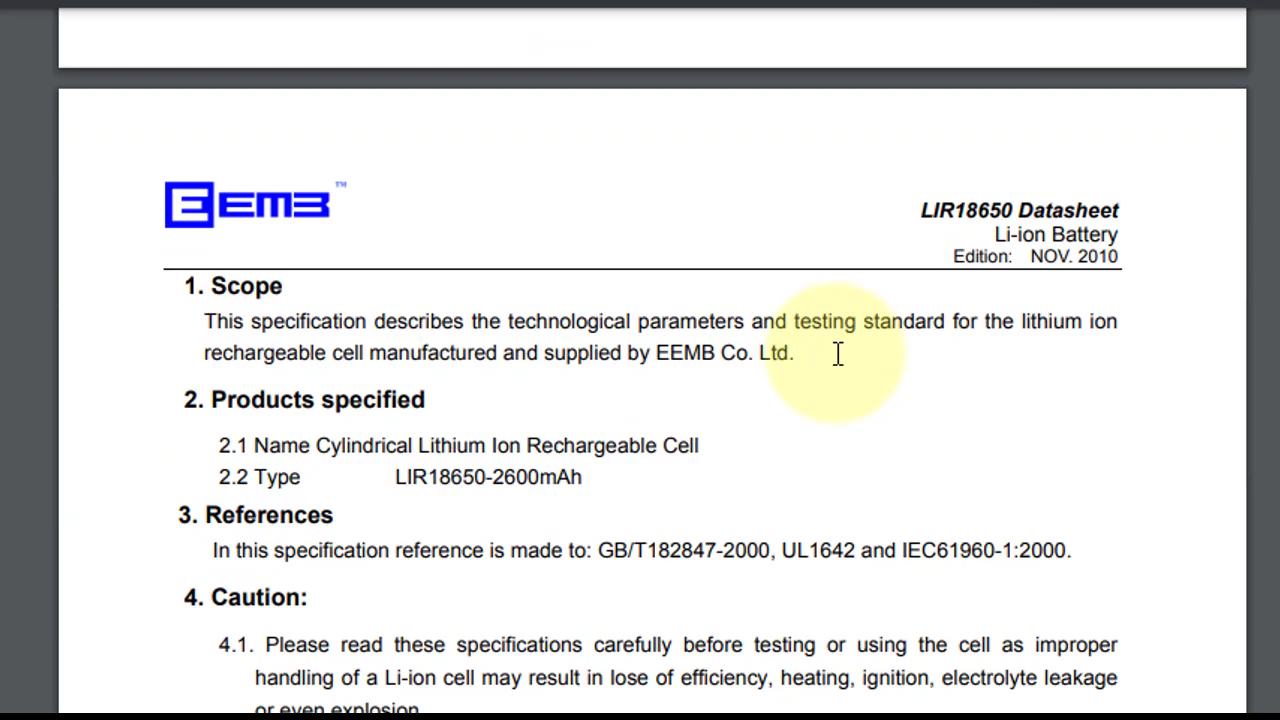 EEMB ™
LIR18650 Datasheet
Li-ion Battery
Edition: NOV. 2010
1. Scope
This specification describes the technological parameters and testing standard for the lithium ion
rechargeable cell manufactured and supplied by EEMB Co. Ltd.
2. Products specified
2.1 Name Cylindrical Lithium Ion Rechargeable Cell
2.2 Type LIR18650-2600mAh
3. References
In this specification reference is made to: GB/T182847-2000, UL1642 and IEC61960-1:2000.
4. Caution:
4.1. Please read these specifications carefully before testing or using the cell as improper
handling of a Li-ion cell may result in lose of efficiency, heating, ignition, electrolyte leakage
or even explosion